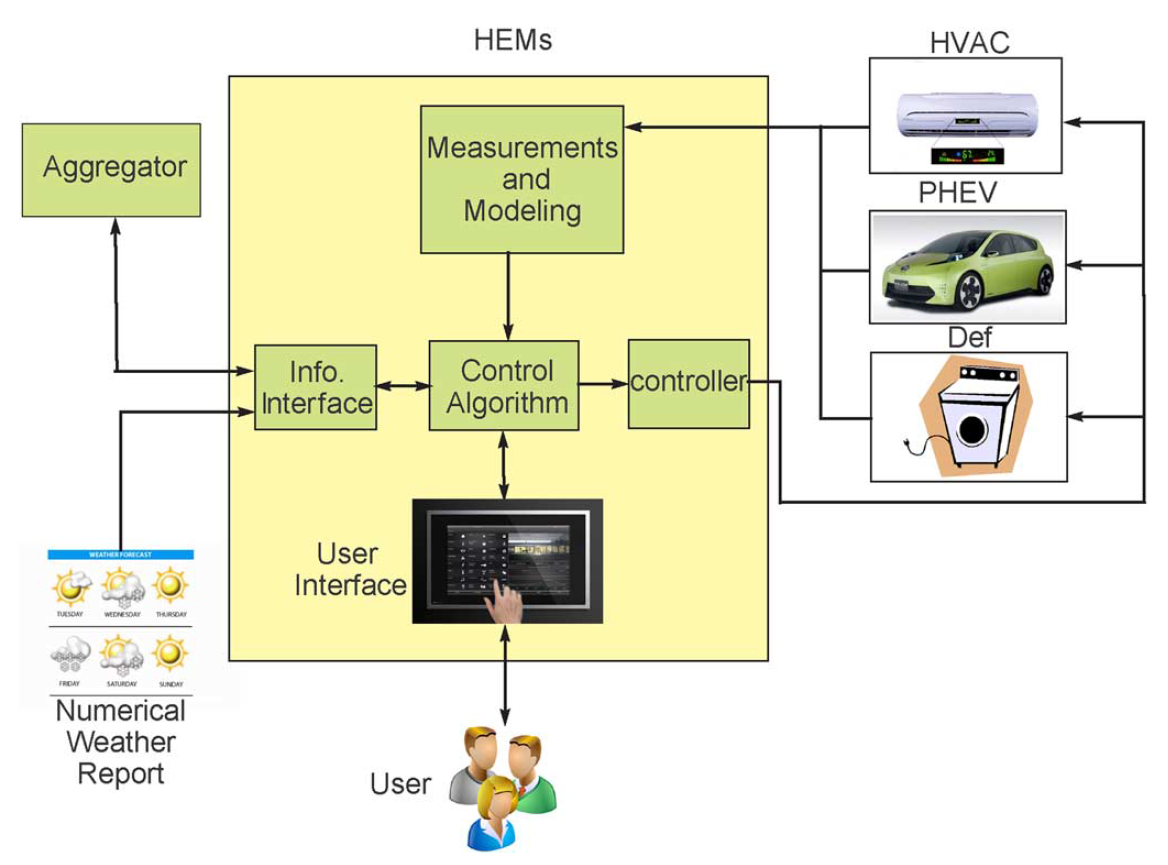 HEMs
HVAC
Aggregator
Measurements
and
Modeling
67
PHEV
Def
Info.
Interface
Control
Algorithm
controller
User
Interface
WEATHER FORECAST
TUESDAY
WEDNESDAY
THURSDAY
FRIDAY
SATURDAY
SUNDAY
Numerical
Weather
Report
User